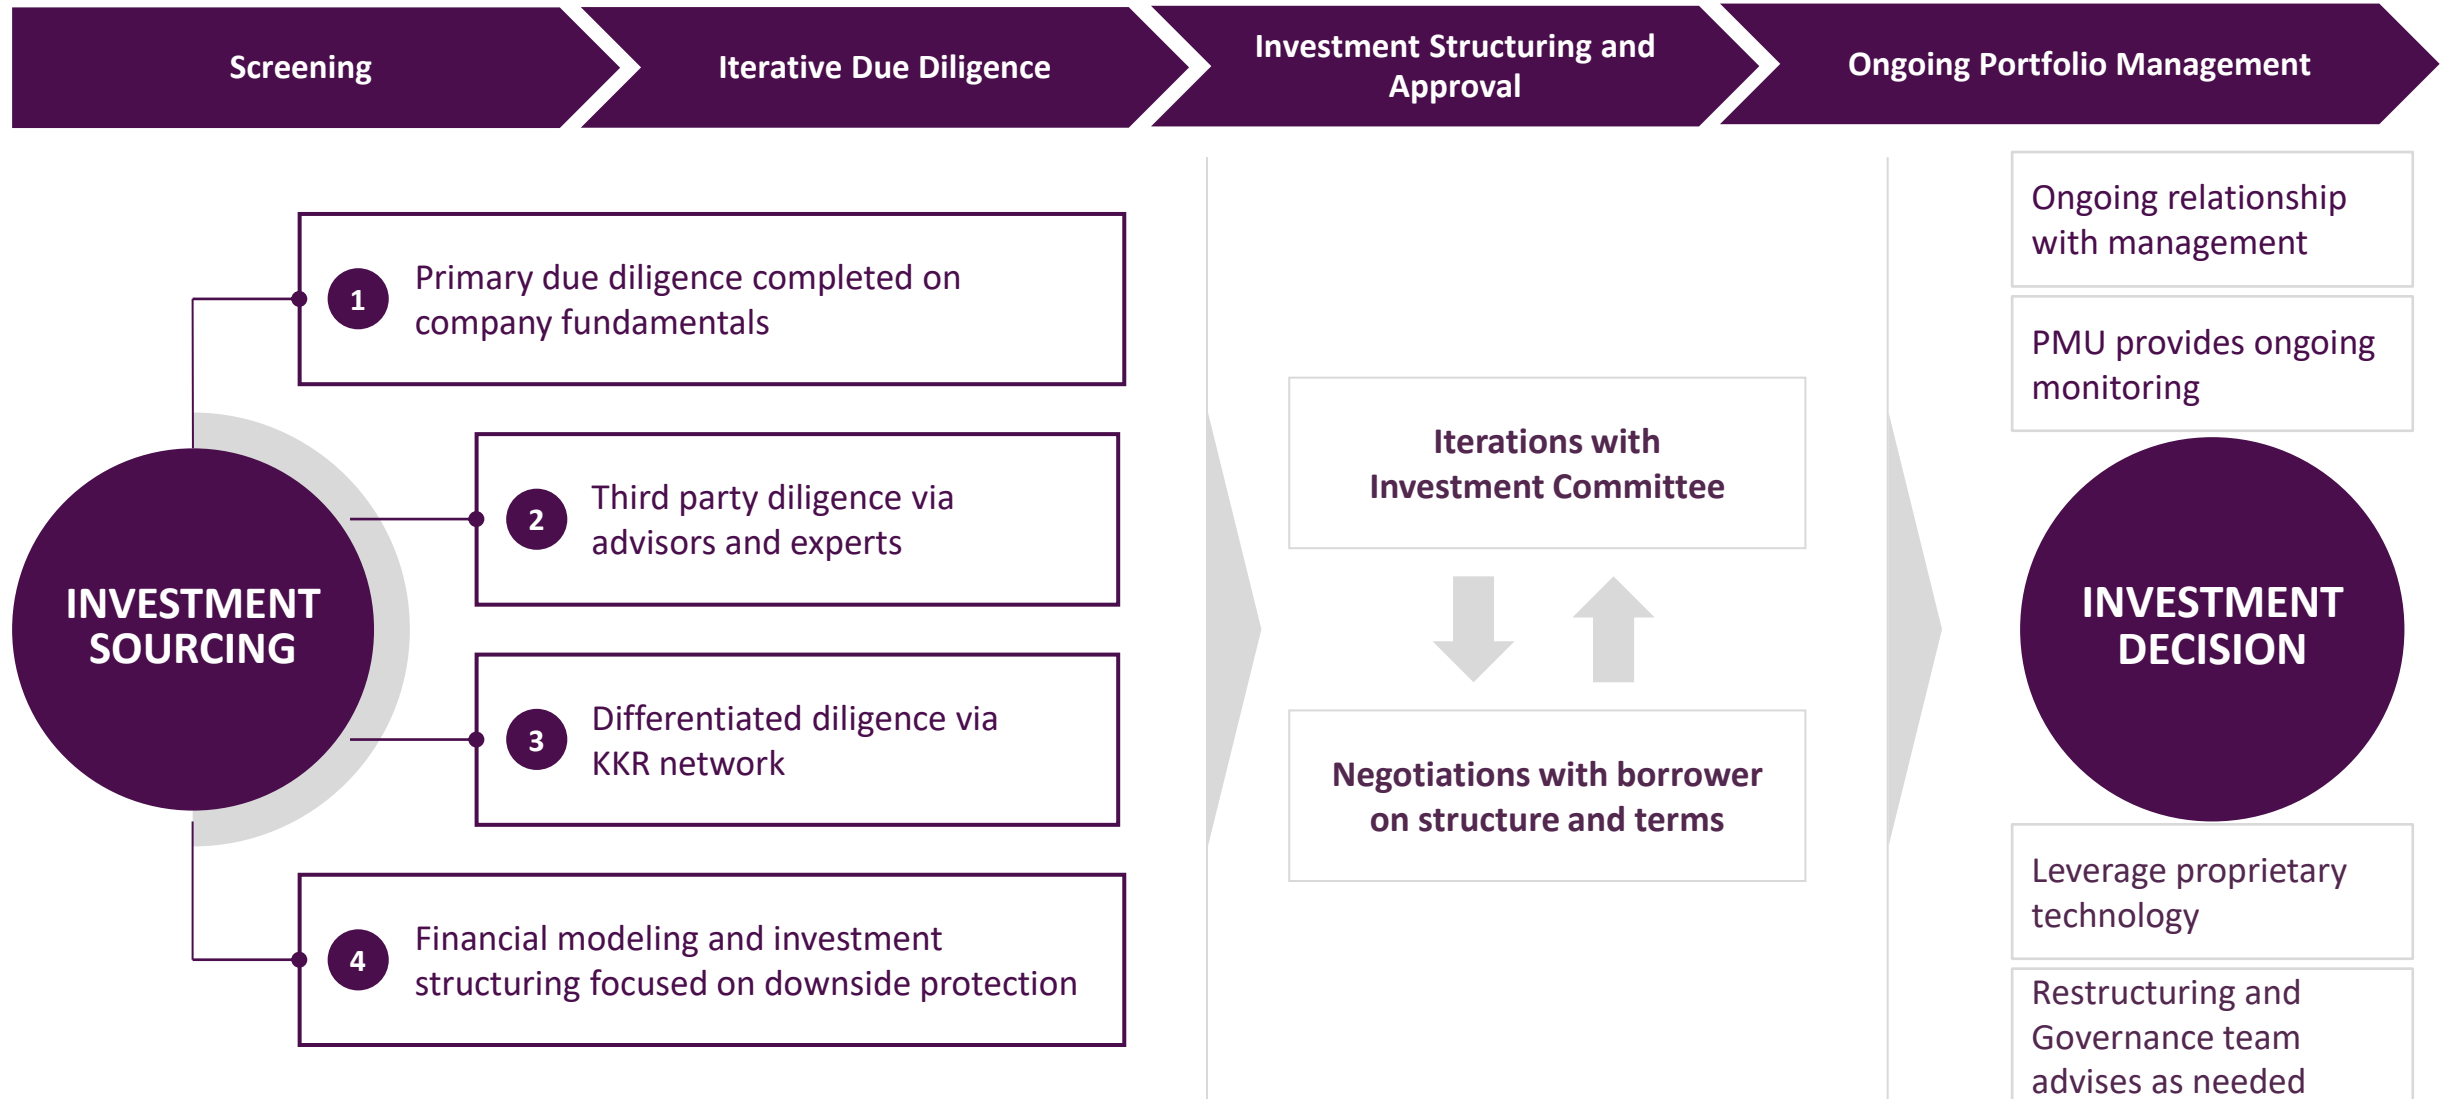 Screening
Iterative Due Diligence
Investment Structuring and
Approval
Ongoing Portfolio Management
INVESTMENT
SOURCING
1
Primary due diligence completed on
company fundamentals
2
Third party diligence via
advisors and experts
3
Differentiated diligence via
KKR network
4
Financial modeling and investment
structuring focused on downside protection
Iterations with
Investment Committee
Negotiations with borrower
on structure and terms
Ongoing relationship
with management
PMU provides ongoing
monitoring
INVESTMENT
DECISION
Leverage proprietary
technology
Restructuring and
Governance team
advises as needed